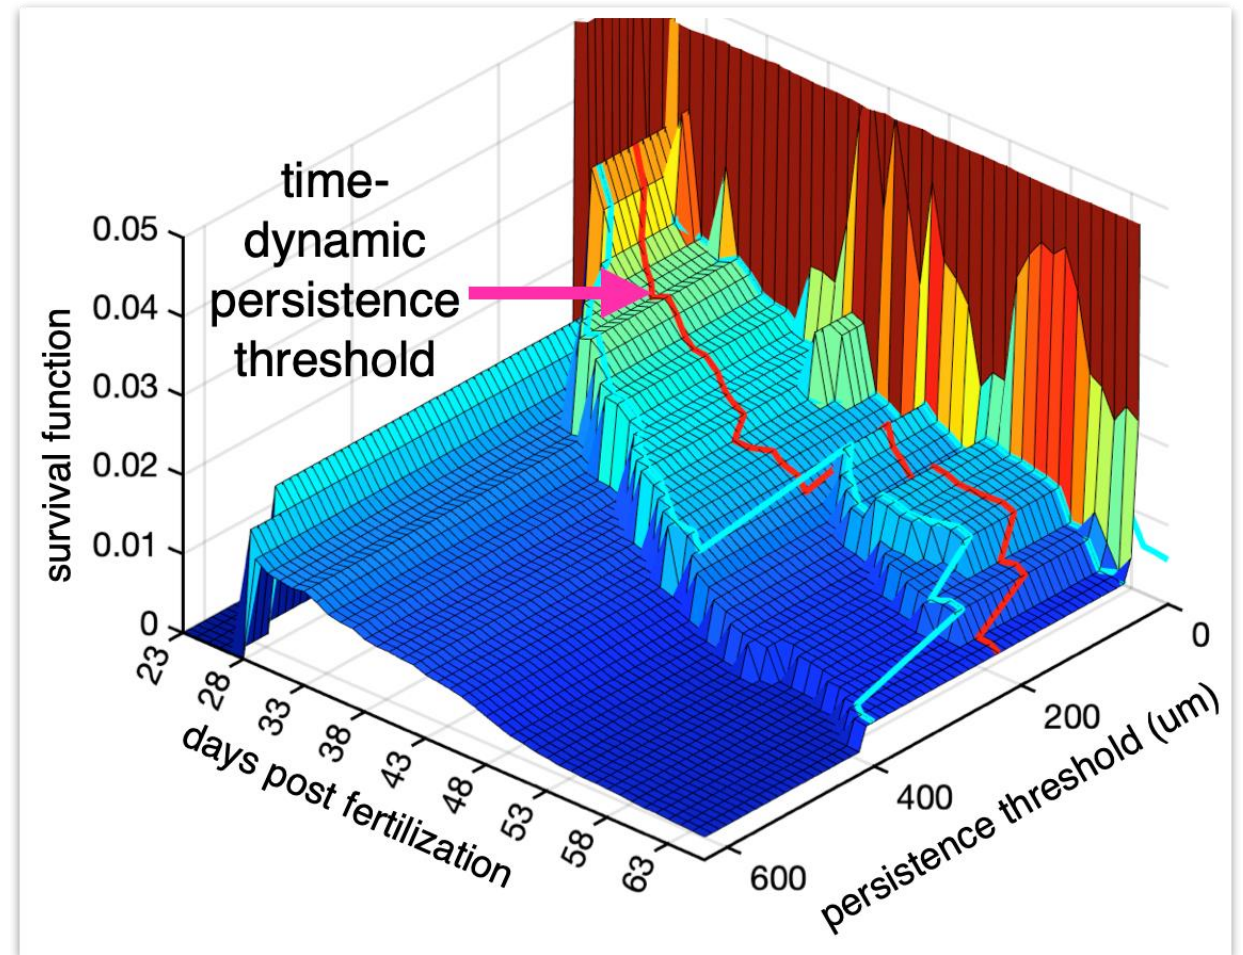 time-
dynamic
persistence
threshold
survival function
0.05
0.04
0.03
0.02
0.01
0
23
28
33
38
43
48
53
58
63
days post fertilization
0
200
400
600
persistence threshold (um)